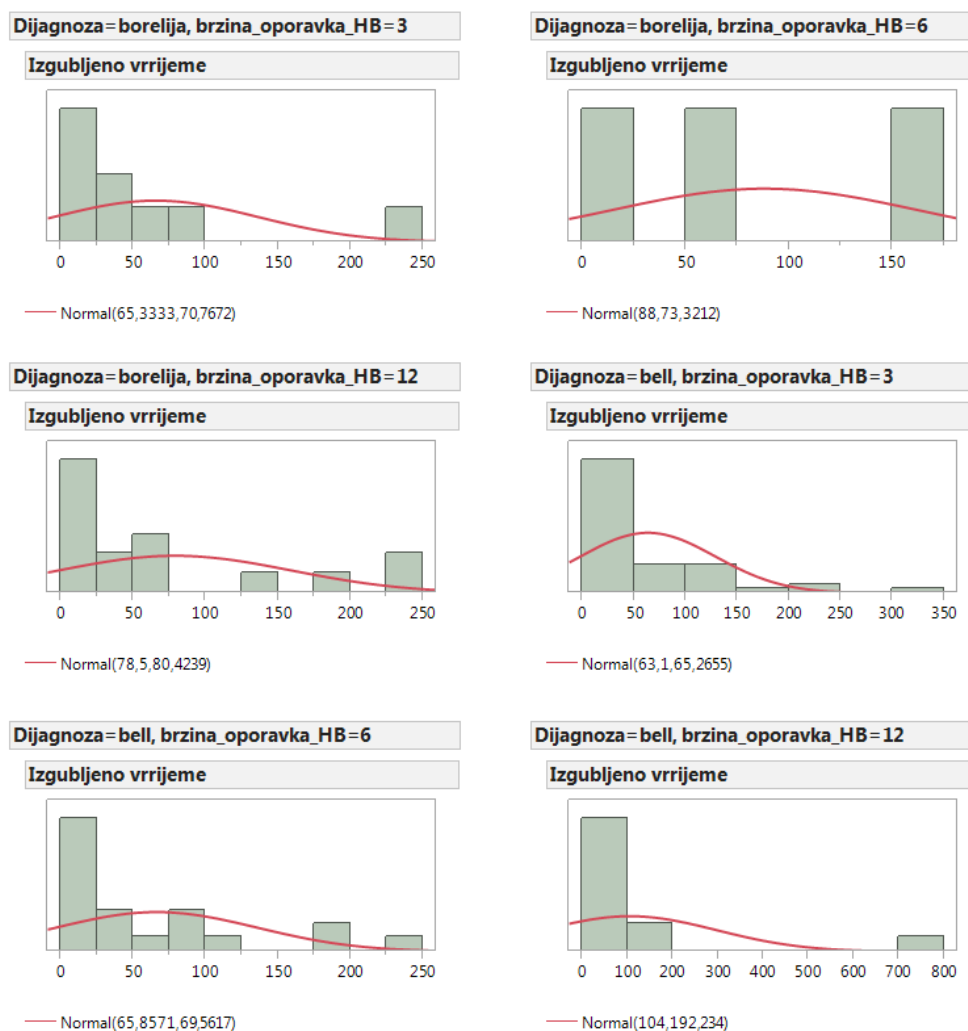 Dijagnoza=borelija, brzina_oporavka_HB=3
Izgubljeno vrrijeme
0 50 100 150 200 250
Normal(65,3333,70,7672)
Dijagnoza=borelija, brzina_oporavka_HB=6
Izgubljeno vrrijeme
0 50 100 150
Normal(88,73,3212)
Dijagnoza=borelija, brzina_oporavka_HB=12
Izgubljeno vrrijeme
0 50 100 150 200 250
Normal(78,5,80,4239)
Dijagnoza=bell, brzina_oporavka_HB=3
Izgubljeno vrrijeme
0 50 100 150 200 250 300 350
Normal(63,1,65,2655)
Dijagnoza=bell, brzina_oporavka_HB=6
Izgubljeno vrrijeme
0 50 100 150 200 250
Normal(65,8571,69,5617)
Dijagnoza=bell, brzina_oporavka_HB=12
Izgubljeno vrrijeme
0 100 200 300 400 500 600 700 800
Normal(104,192,234)